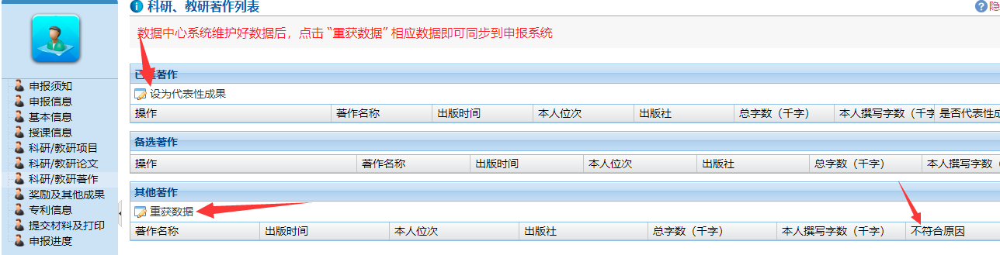 科研、教研著作列表
隐
数据中心系统维护好数据后，点击 “重获数据” 相应数据即可同步到申报系统
申报须知
申报信息
基本信息
授课信息
科研/教研项目
科研/教研论文
科研/教研著作
奖励及其他成果
专利信息
提交材料及打印
申报进度
已选著作
设为代表性成果
操作 著作名称 出版时间 本人位次 出版社 总字数（千字） 本人撰写字数（千字 是否代表性成
备选著作
操作 著作名称 出版时间 本人位次 出版社 总字数（千字） 本人撰写字数（千字）
其他著作
重获数据
著作名称 出版时间 本人位次 出版社 总字数（千字） 本人撰写字数（千字） 不符合原因